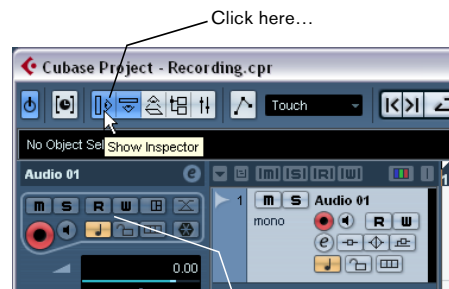 Click here...
Cubase Project - Recording.cpr
Touch
No Object Sel
Show Inspector
Audio 01 e
m S R W
0.00
m S R W
1 m S Audio 01
mono R W
e
1